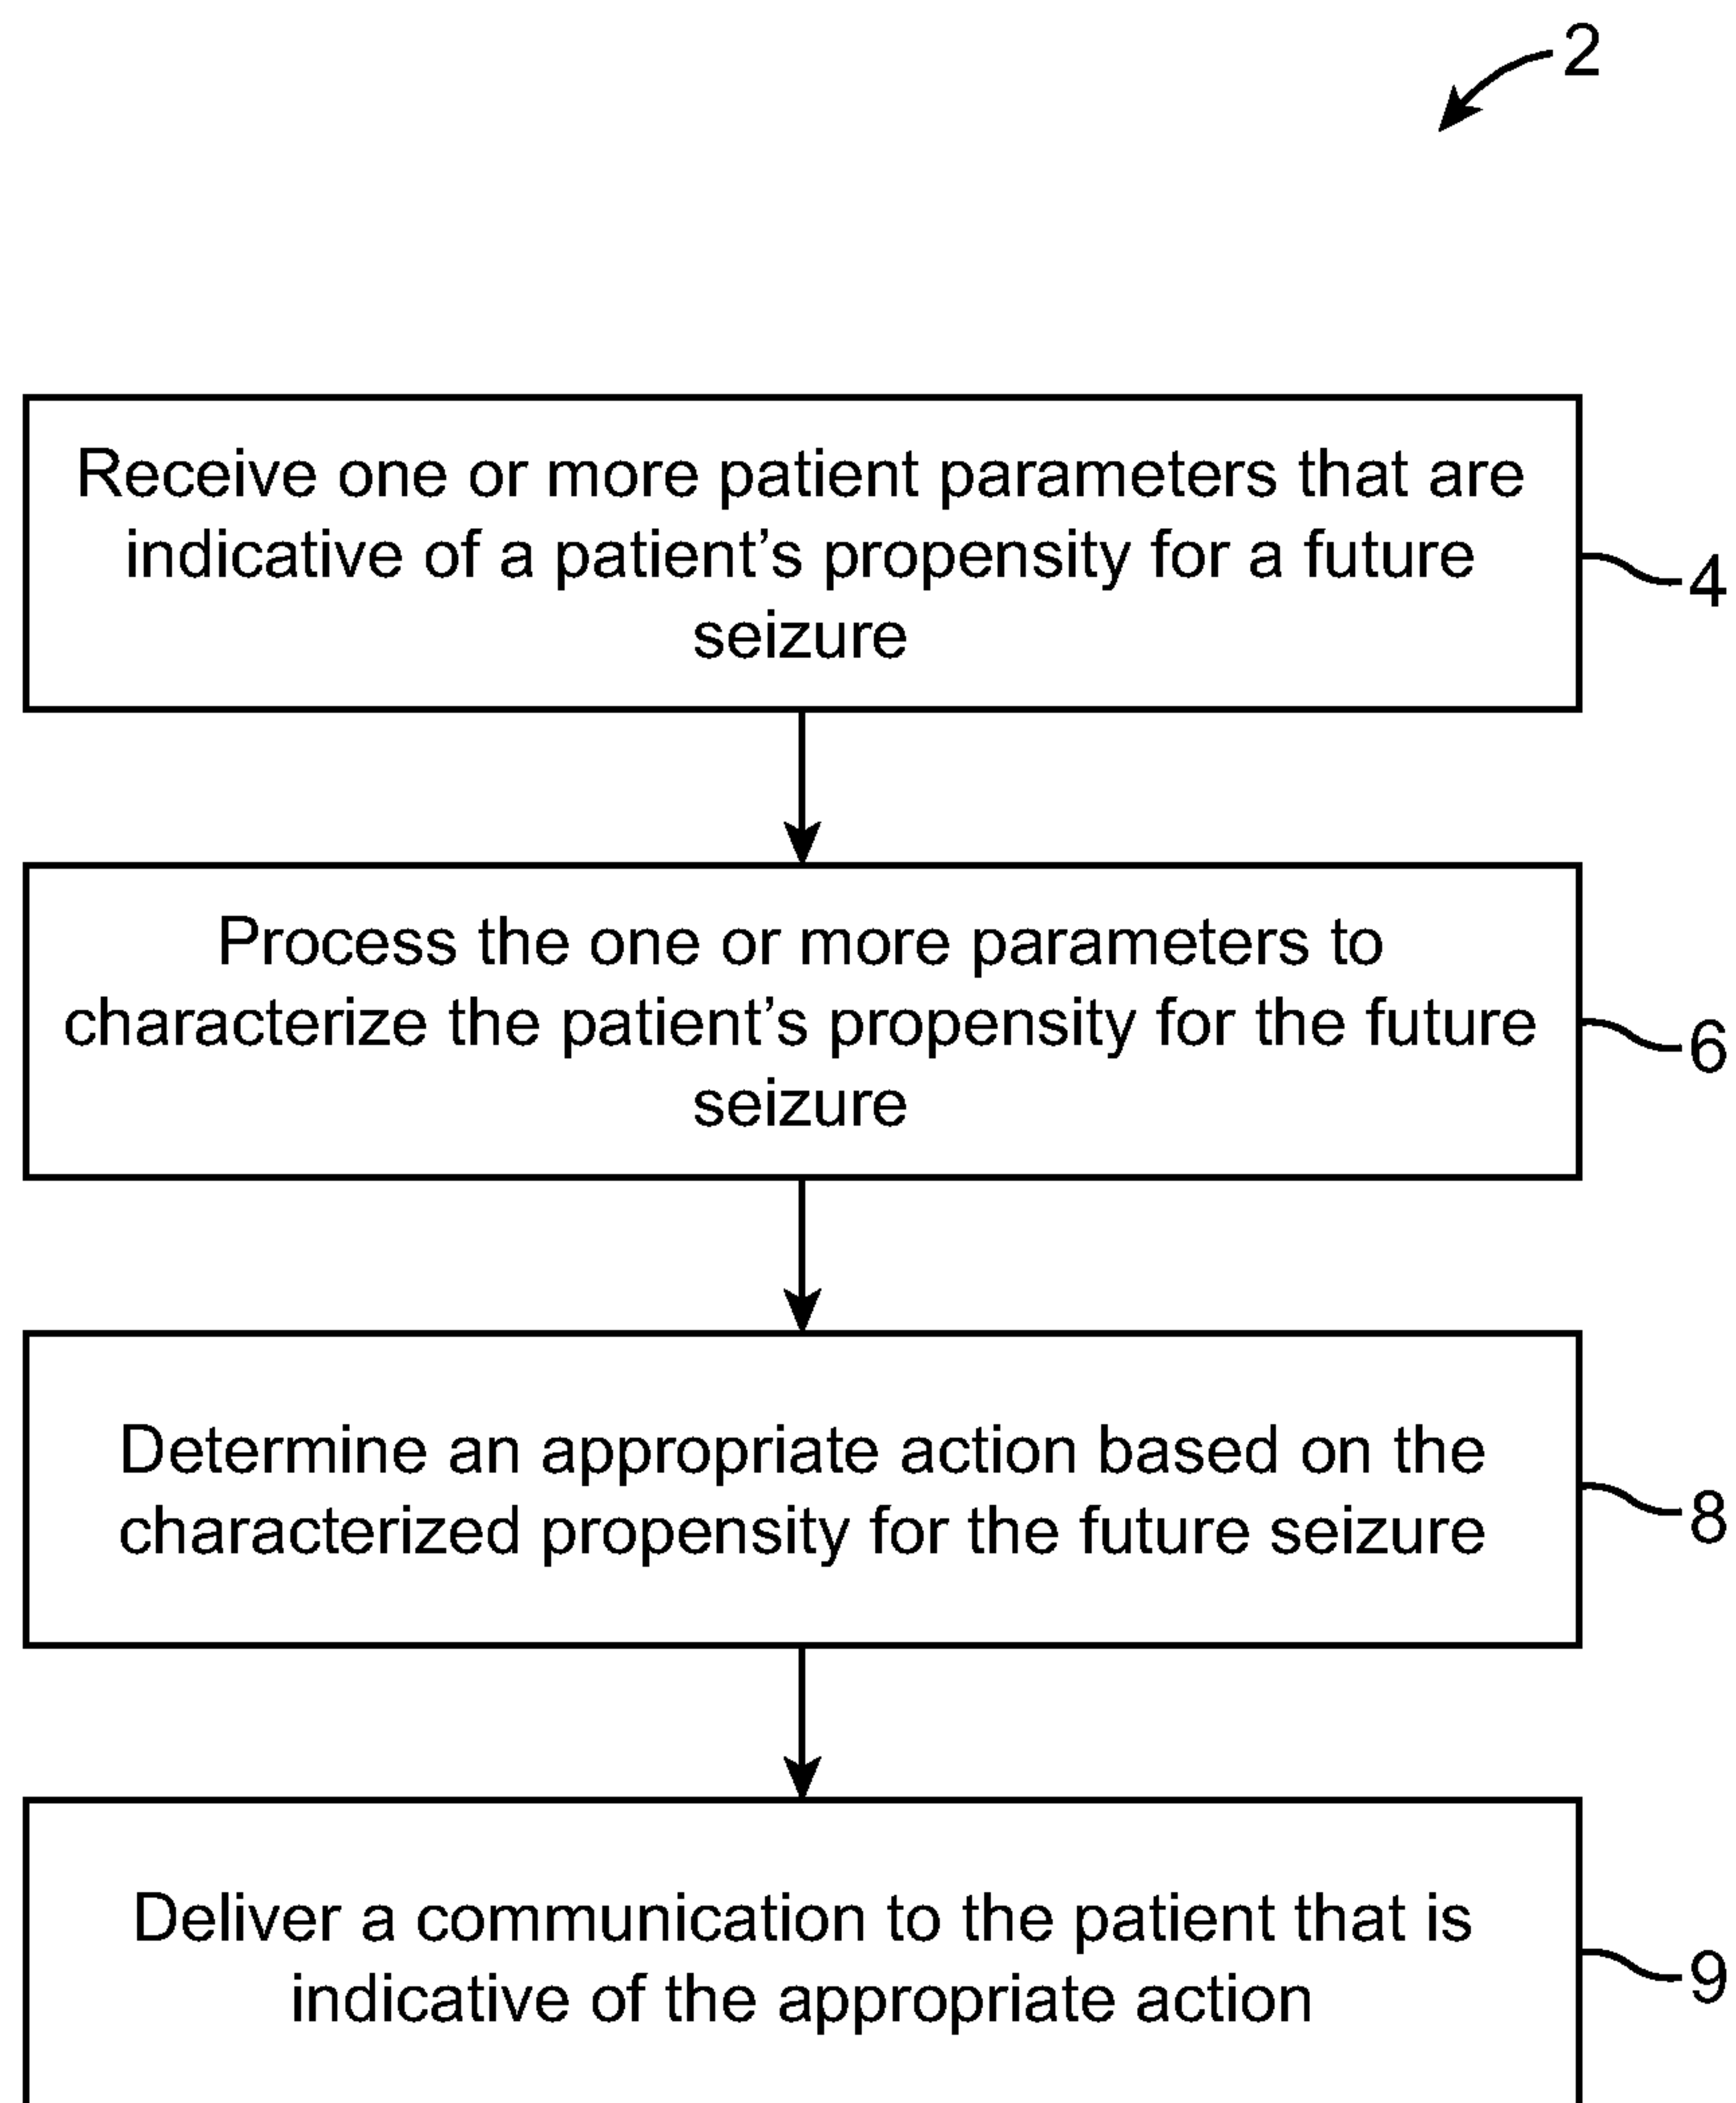 2
Receive one or more patient parameters that are
indicative of a patient’s propensity for a future
seizure
4
Process the one or more parameters to
characterize the patient’s propensity for the future
seizure
6
Determine an appropriate action based on the
characterized propensity for the future seizure
8
Deliver a communication to the patient that is
indicative of the appropriate action
9